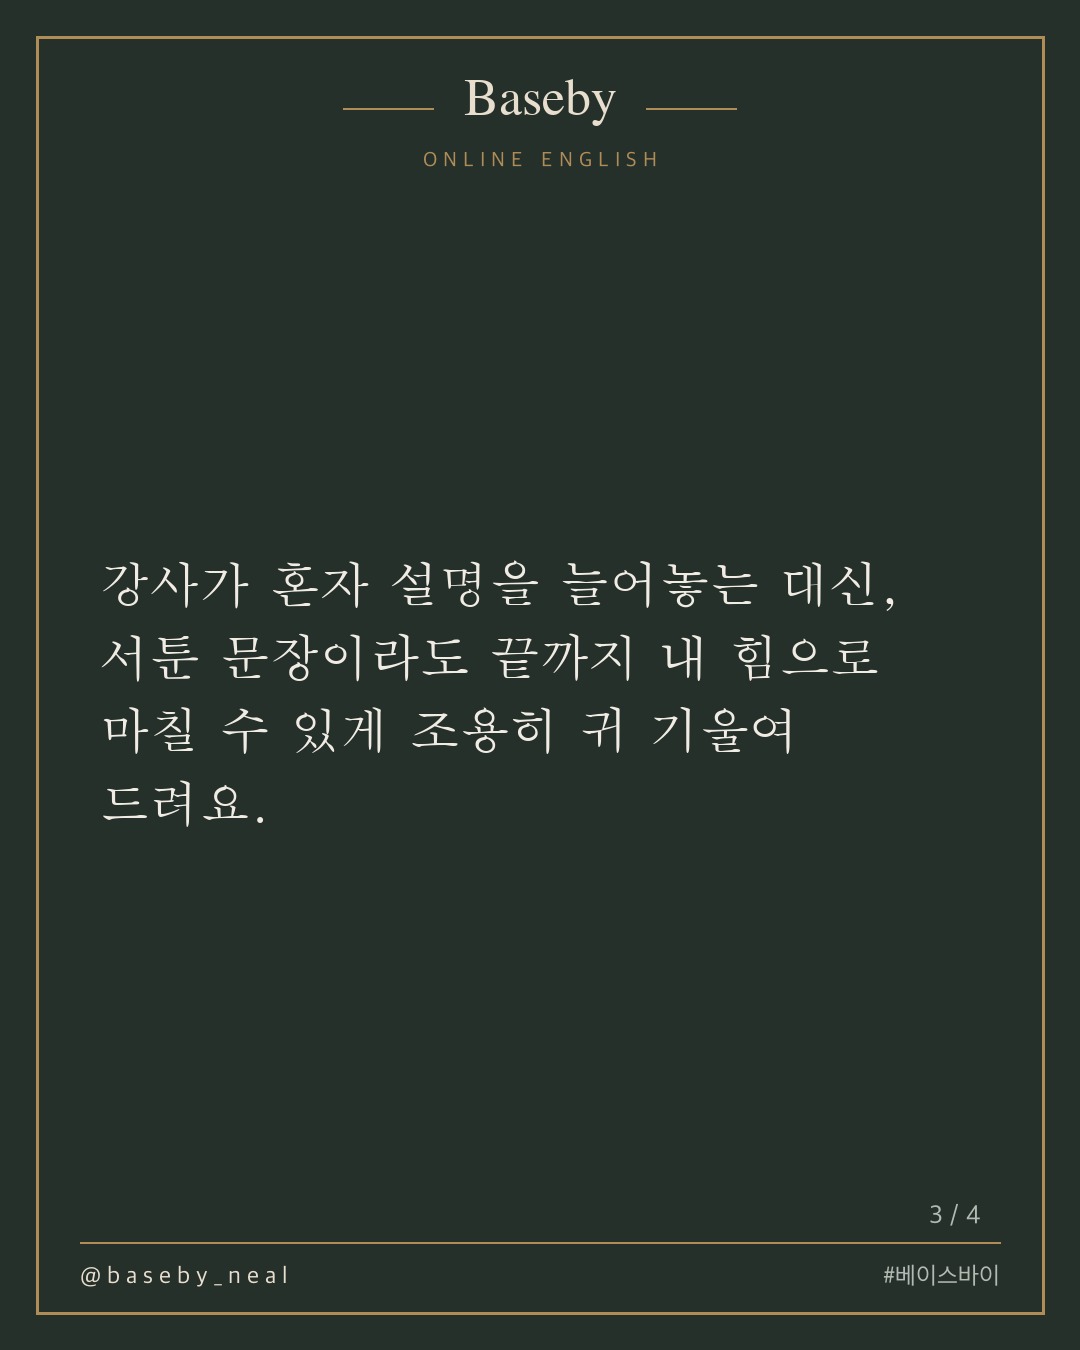 Baseby
ONLINE ENGLISH
강사가 혼자 설명을 늘어놓는 대신,
서툰 문장이라도 끝까지 내 힘으로
마칠 수 있게 조용히 귀 기울여
드려요.
3 / 4
@baseby_neal
#베이스바이